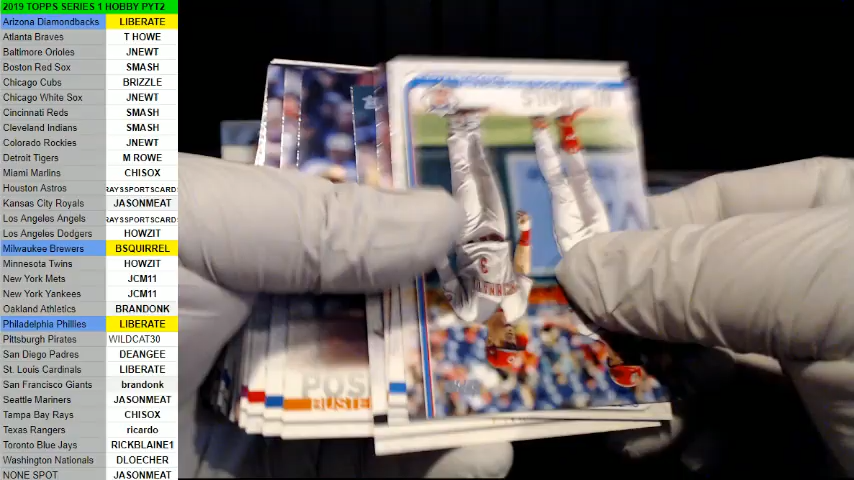 2019 TOPPS SERIES 1 HOBBY PYT2
Arizona Diamondbacks LIBERATE
Atlanta Braves T HOWE
Baltimore Orioles JNEWT
Boston Red Sox SMASH
Chicago Cubs BRIZZLE
Chicago White Sox JNEWT
Cincinnati Reds SMASH
Cleveland Indians SMASH
Colorado Rockies JNEWT
Detroit Tigers M ROWE
Miami Marlins CHISOX
Houston Astros RAYSSPORTSCARD
Kansas City Royals JASONMEAT
Los Angeles Angels RAYSSPORTSCARD
Los Angeles Dodgers HOWZIT
Milwaukee Brewers BSQUIRREL
Minnesota Twins HOWZIT
New York Mets JCM11
New York Yankees JCM11
Oakland Athletics BRANDONK
Philadelphia Phillies LIBERATE
Pittsburgh Pirates WILDCAT30
San Diego Padres DEANGEE
St. Louis Cardinals LIBERATE
San Francisco Giants brandonk
Seattle Mariners JASONMEAT
Tampa Bay Rays CHISOX
Texas Rangers ricardo
Toronto Blue Jays RICKBLAINE1
Washington Nationals DLOECHER
NONE SPOT JASONMEAT
POS
BUSTE
3